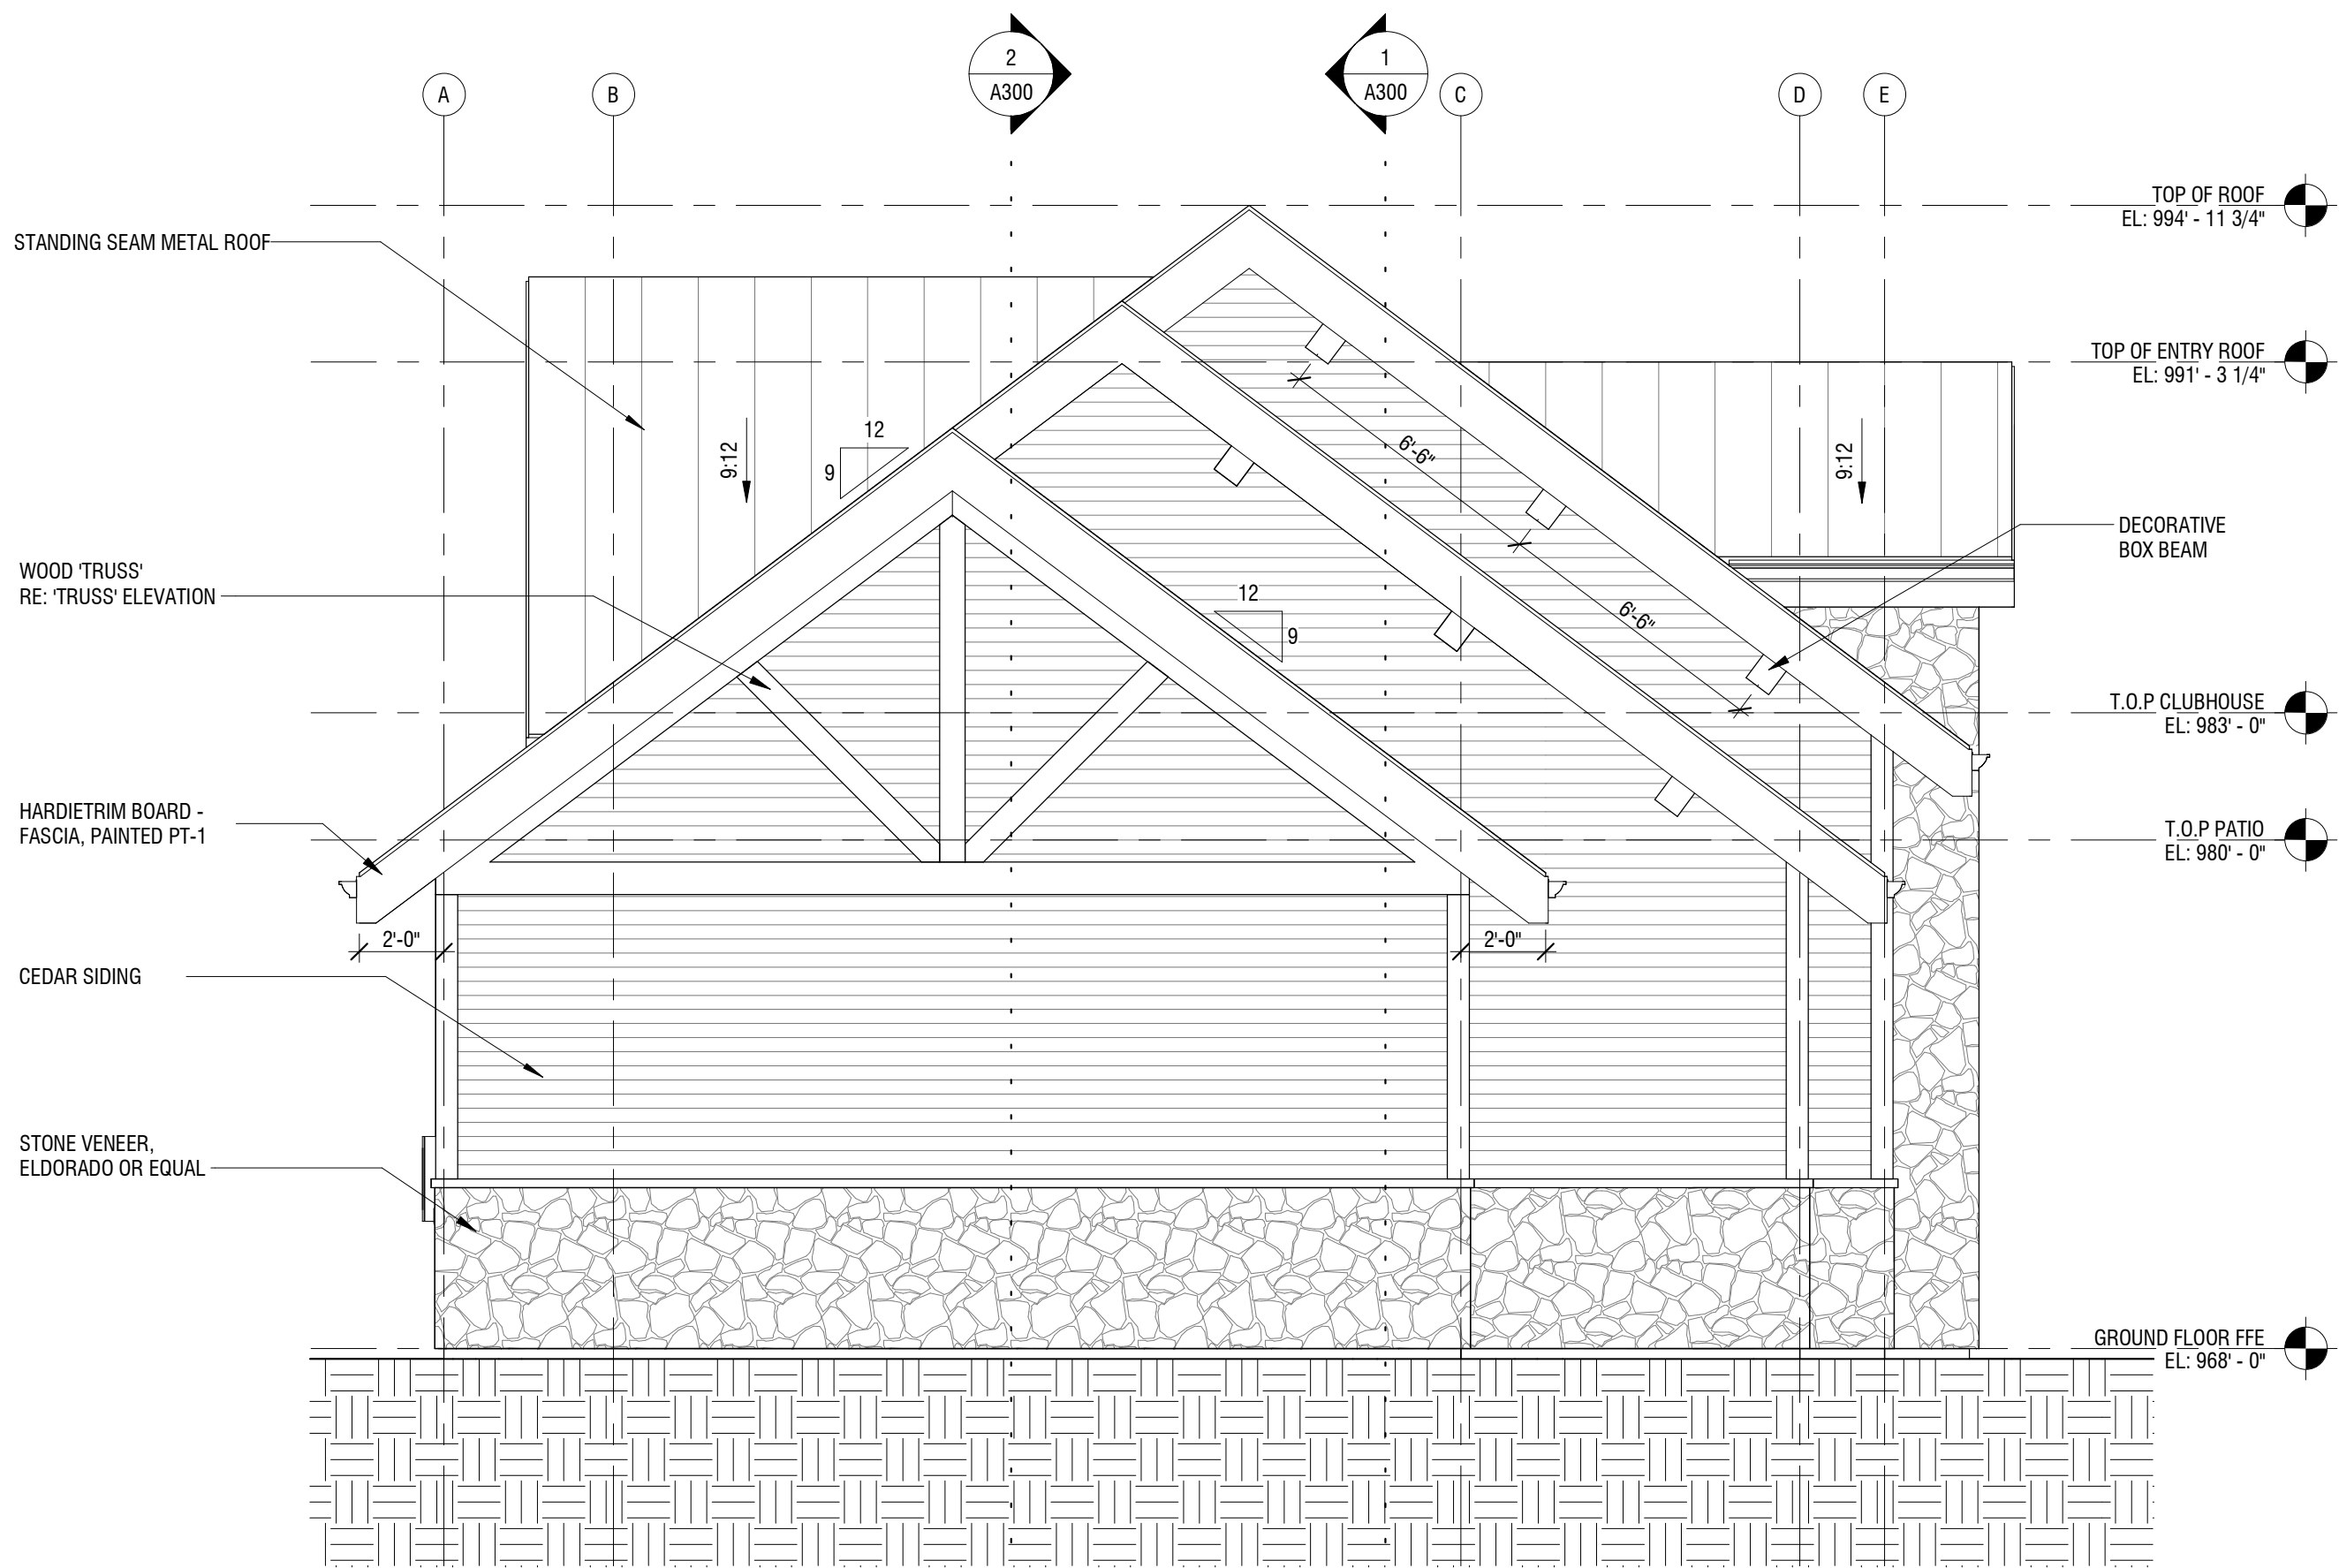 2
A300
1
A300
A
B
C
D
E
TOP OF ROOF
EL: 994' - 11 3/4"
STANDING SEAM METAL ROOF
TOP OF ENTRY ROOF
EL: 991' - 3 1/4"
12
9
9:12
6'-6"
9:12
DECORATIVE
BOX BEAM
WOOD 'TRUSS'
RE: 'TRUSS' ELEVATION
12
9
6'-6"
T.O.P CLUBHOUSE
EL: 983' - 0"
HARDIETRIM BOARD -
FASCIA, PAINTED PT-1
T.O.P PATIO
EL: 980' - 0"
2'-0"
2'-0"
CEDAR SIDING
STONE VENEER,
ELDORADO OR EQUAL
GROUND FLOOR FFE
EL: 968' - 0"